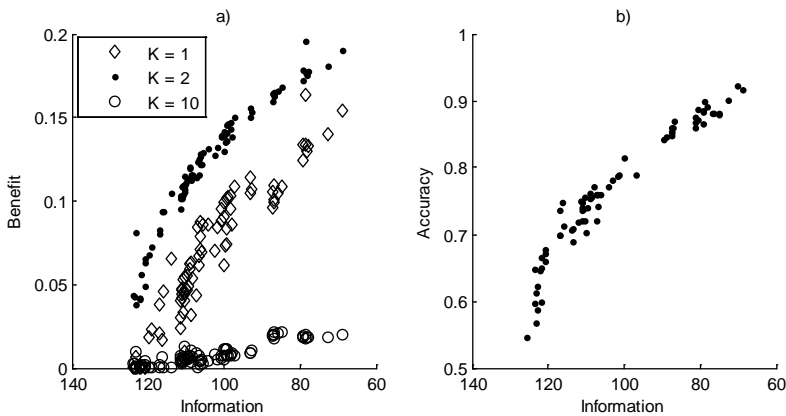 a)
0.2
0.15
0.1
0.05
0
140
120
100
80
60
Benefit
Information
K = 1
K = 2
K = 10
b)
1
0.9
0.8
0.7
0.6
0.5
140
120
100
80
60
Accuracy
Information